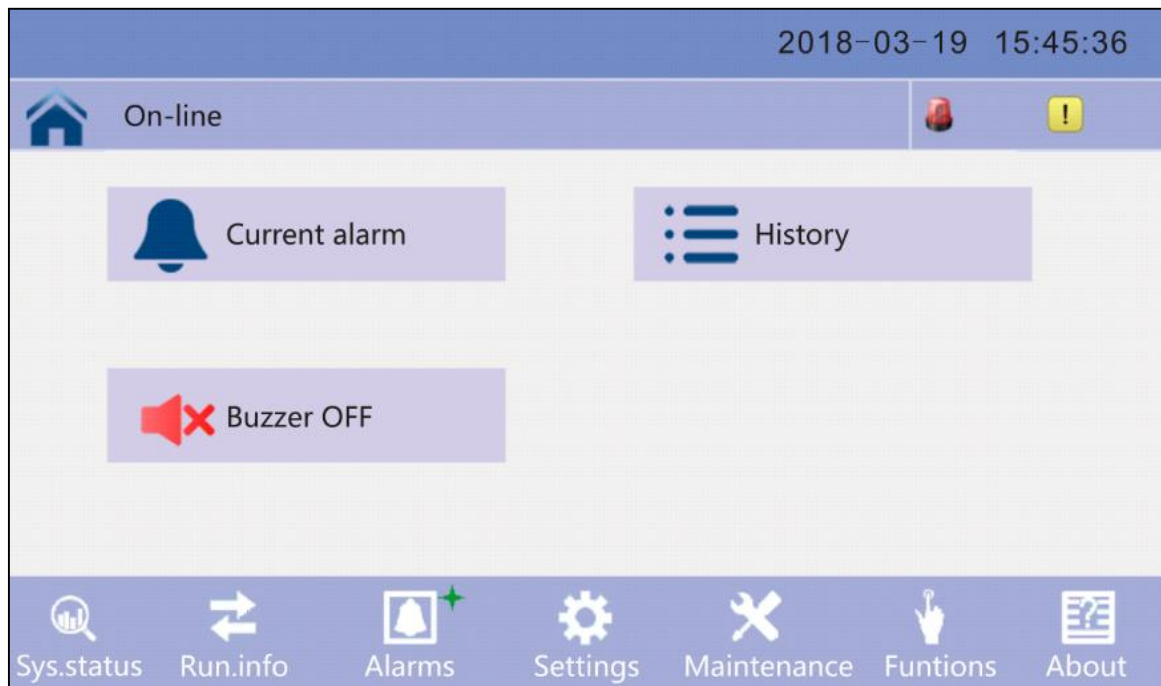 2018-03-19 15:45:36
On-line
!
Current alarm
History
Buzzer OFF
?
Sys.status Run.info Alarms Settings Maintenance Funtions About